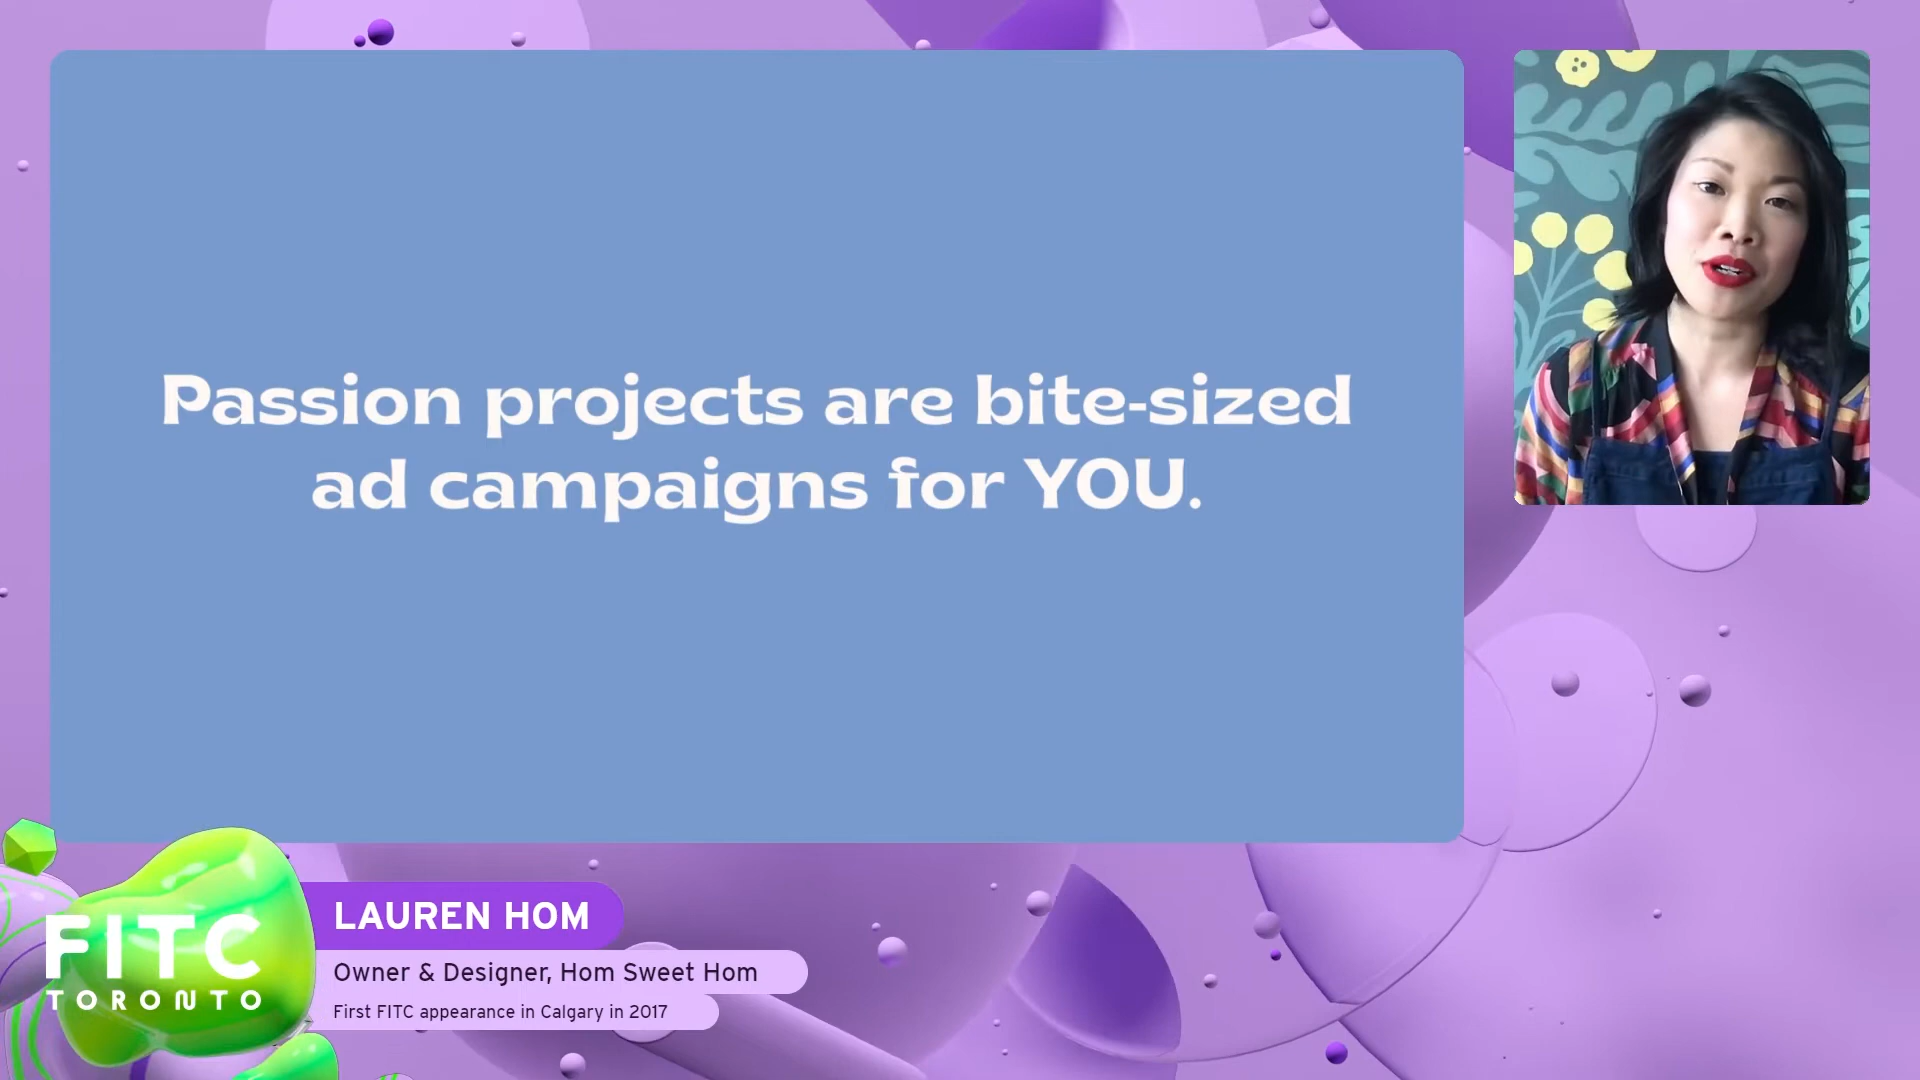 Passion projects are bite-sized
ad campaigns for YOU.
FITC
TORONTO
LAUREN HOM
Owner & Designer, Hom Sweet Hom
First FITC appearance in Calgary in 2017